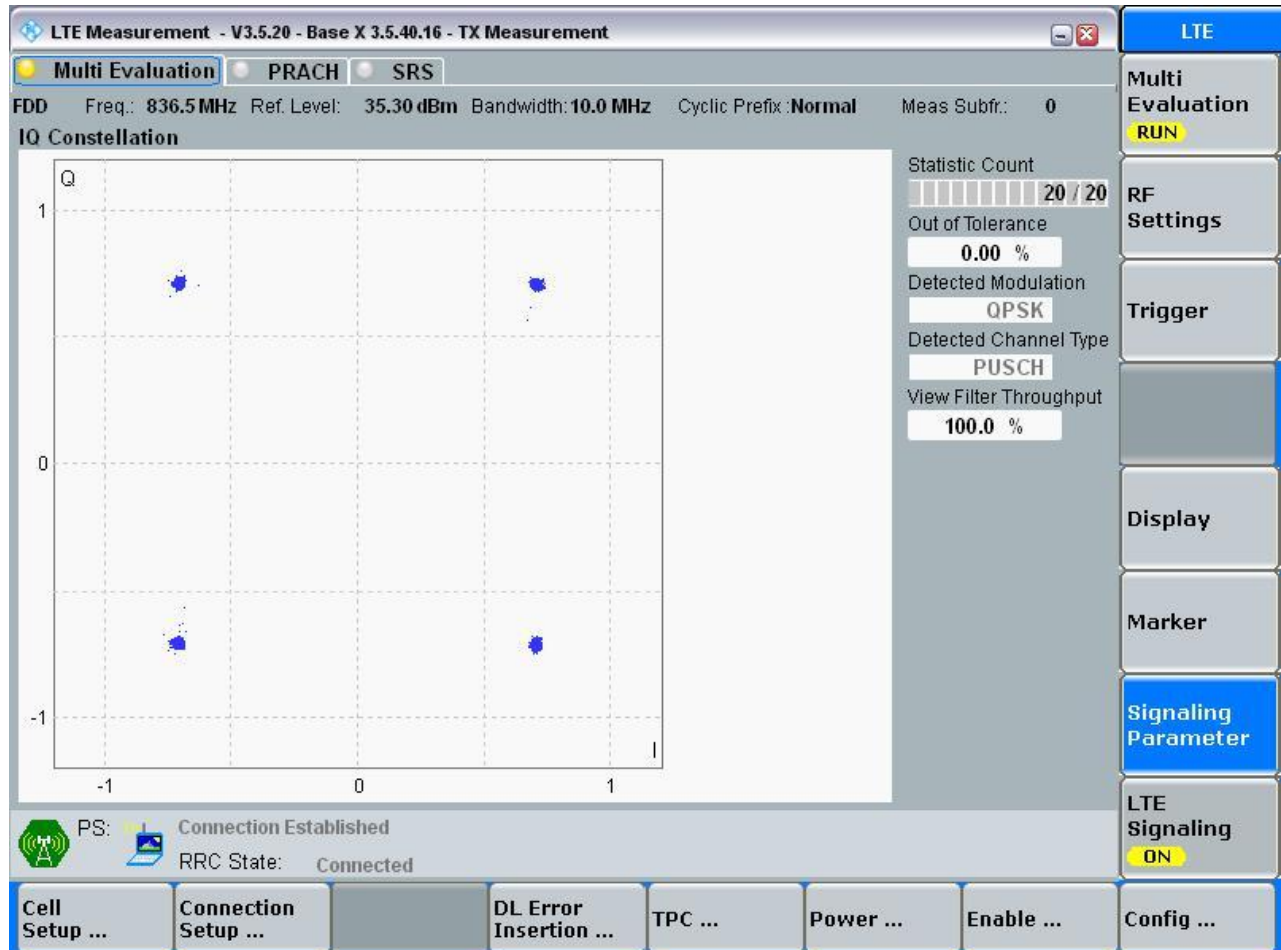 LTE Measurement - V3.5.20 - Base X 3.5.40.16 - TX Measurement
LTE
Multi Evaluation PRACH SRS
FDD Freq.: 836.5 MHz Ref. Level: 35.30 dBm Bandwidth: 10.0 MHz Cyclic Prefix : Normal Meas Subfr.: 0
IQ Constellation
Q
1
0
-1
-1 0 1
I
Statistic Count
20 / 20
Out of Tolerance
0.00 %
Detected Modulation
QPSK
Detected Channel Type
PUSCH
View Filter Throughput
100.0 %
Multi
Evaluation
RUN
RF
Settings
Trigger
Display
Marker
Signaling
Parameter
LTE
Signaling
ON
PS: Connection Established
RRC State: Connected
Cell
Setup ...
Connection
Setup ...
DL Error
Insertion ...
TPC ...
Power ...
Enable ...
Config ...